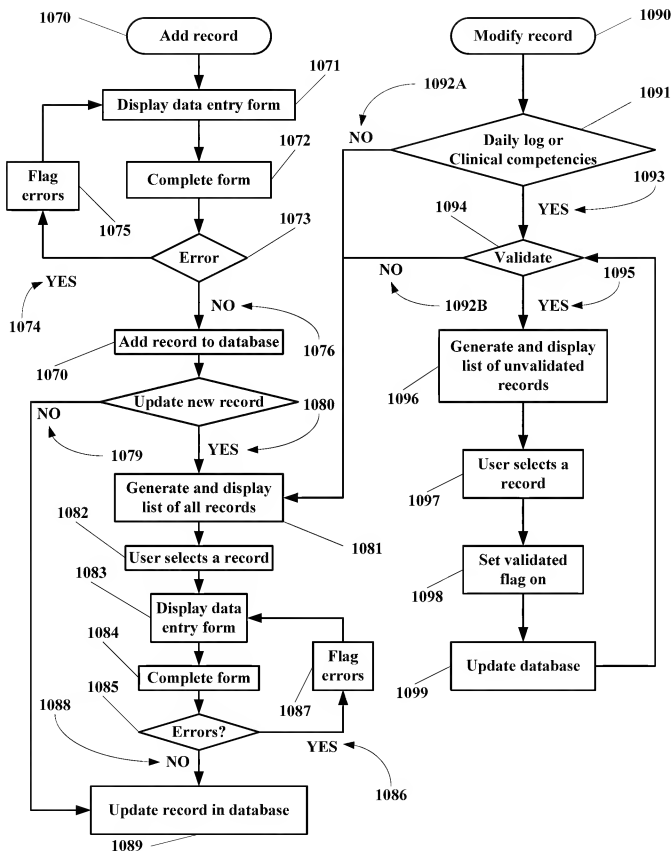 1070
Add record
1071
Display data entry form
1072
Complete form
Flag
errors
1075
1073
Error
YES
1074
NO
1076
Add record to database
1070
Update new record
1080
NO
1079
YES
Generate and display
list of all records
1081
1082
User selects a record
1083
Display data
entry form
1084
Complete form
Flag
errors
1087
1085
Errors?
1088
NO
YES
1086
Update record in database
1089
Modify record
1090
1091
1092A
NO
Daily log or
Clinical competencies
YES
1093
1094
Validate
NO
1092B
YES
1095
Generate and display
list of unvalidated
records
1096
User selects a
record
1097
Set validated
flag on
1098
Update database
1099